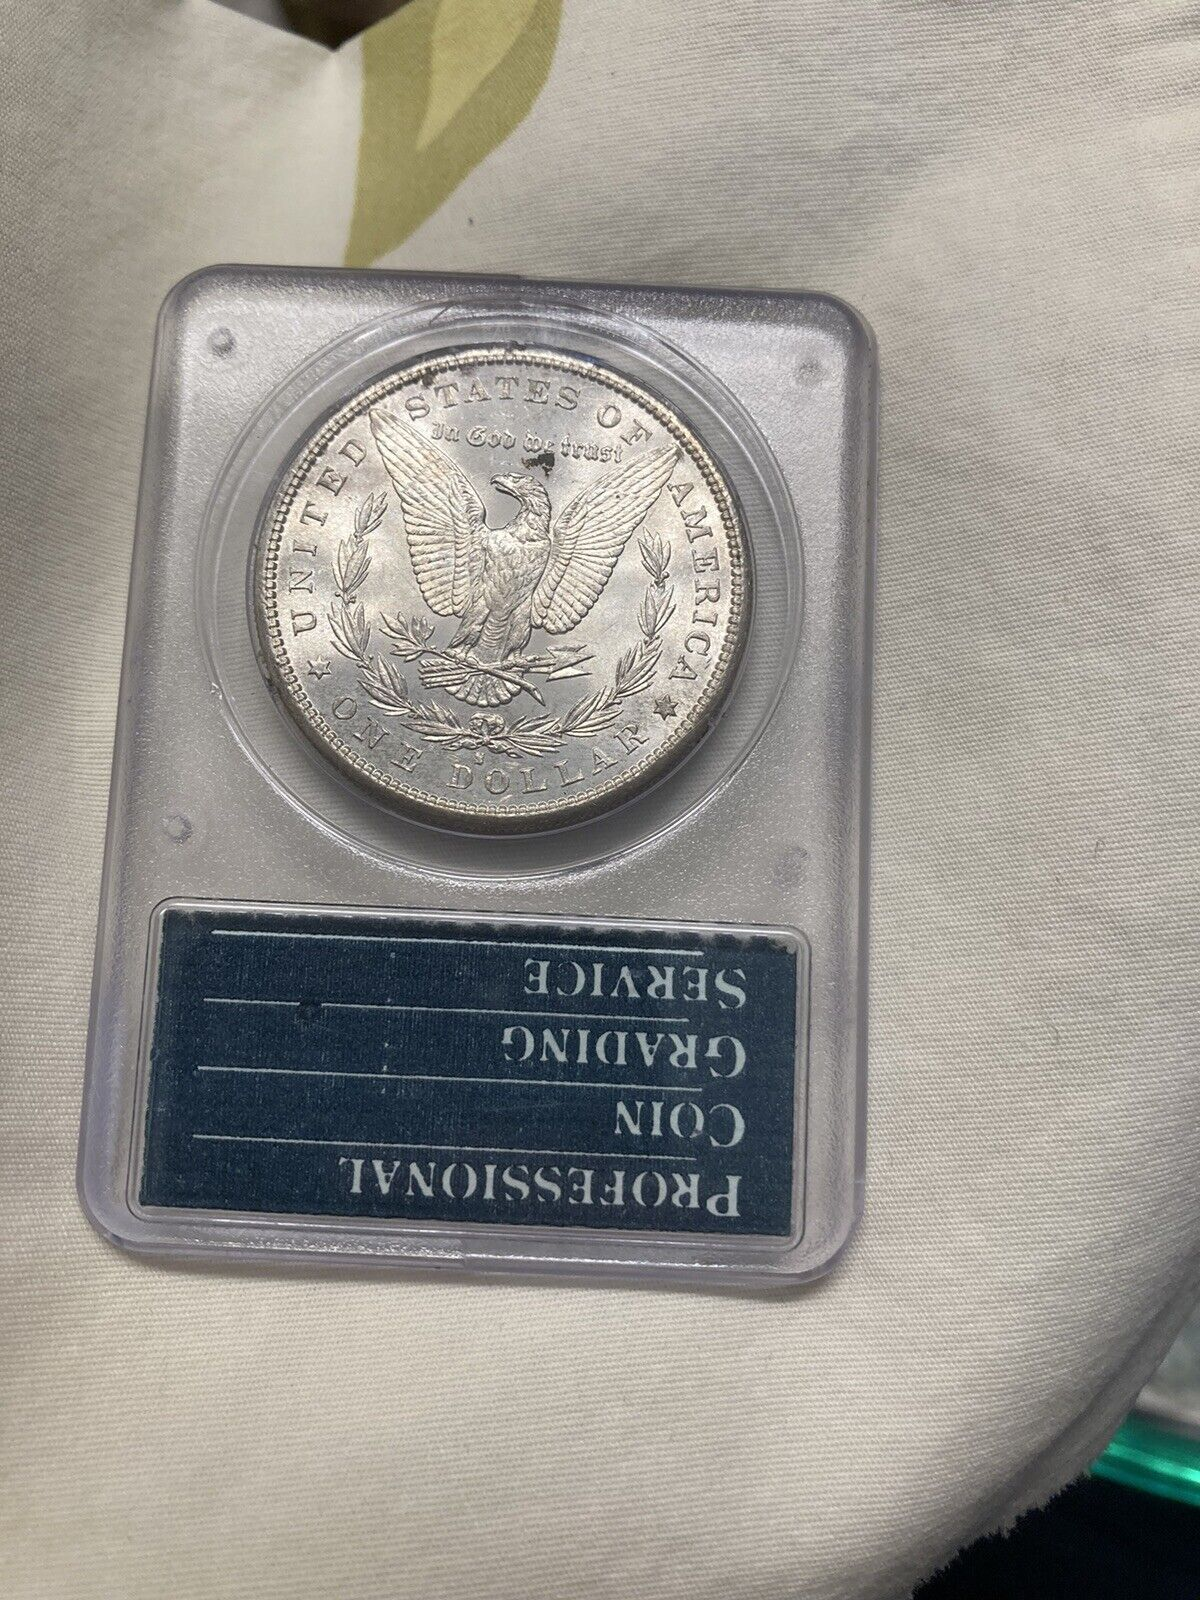 UNITED STATES OF AMERICA
In God we trust
S
ONE DOLLAR
PROFESSIONAL
COIN
GRADING
SERVICE